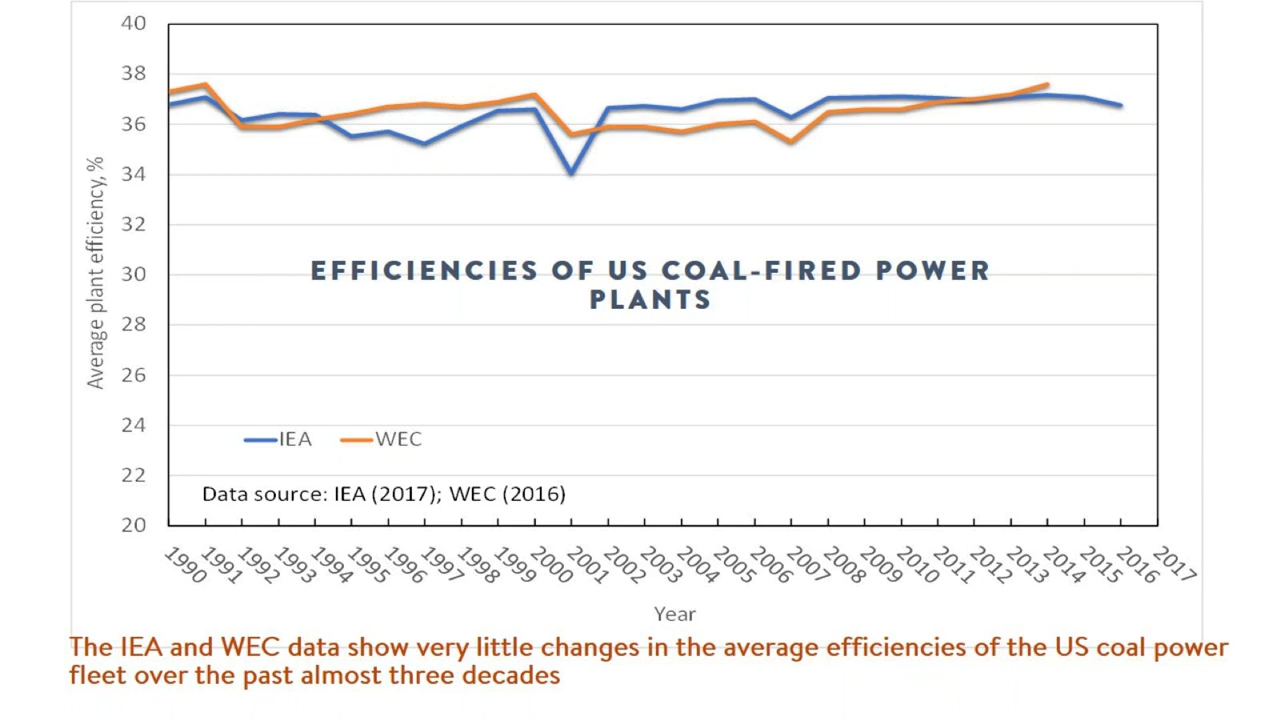 40
38
36
34
32
30
28
26
24
22
20
Average plant efficiency, %
EFFICIENCIES OF US COAL-FIRED POWER
PLANTS
IEA WEC
Data source: IEA (2017); WEC (2016)
1990 1991 1992 1993 1994 1995 1996 1997 1998 1999 2000 2001 2002 2003 2004 2005 2006 2007 2008 2009 2010 2011 2012 2013 2014 2015 2016 2017
Year
The IEA and WEC data show very little changes in the average efficiencies of the US coal power
fleet over the past almost three decades